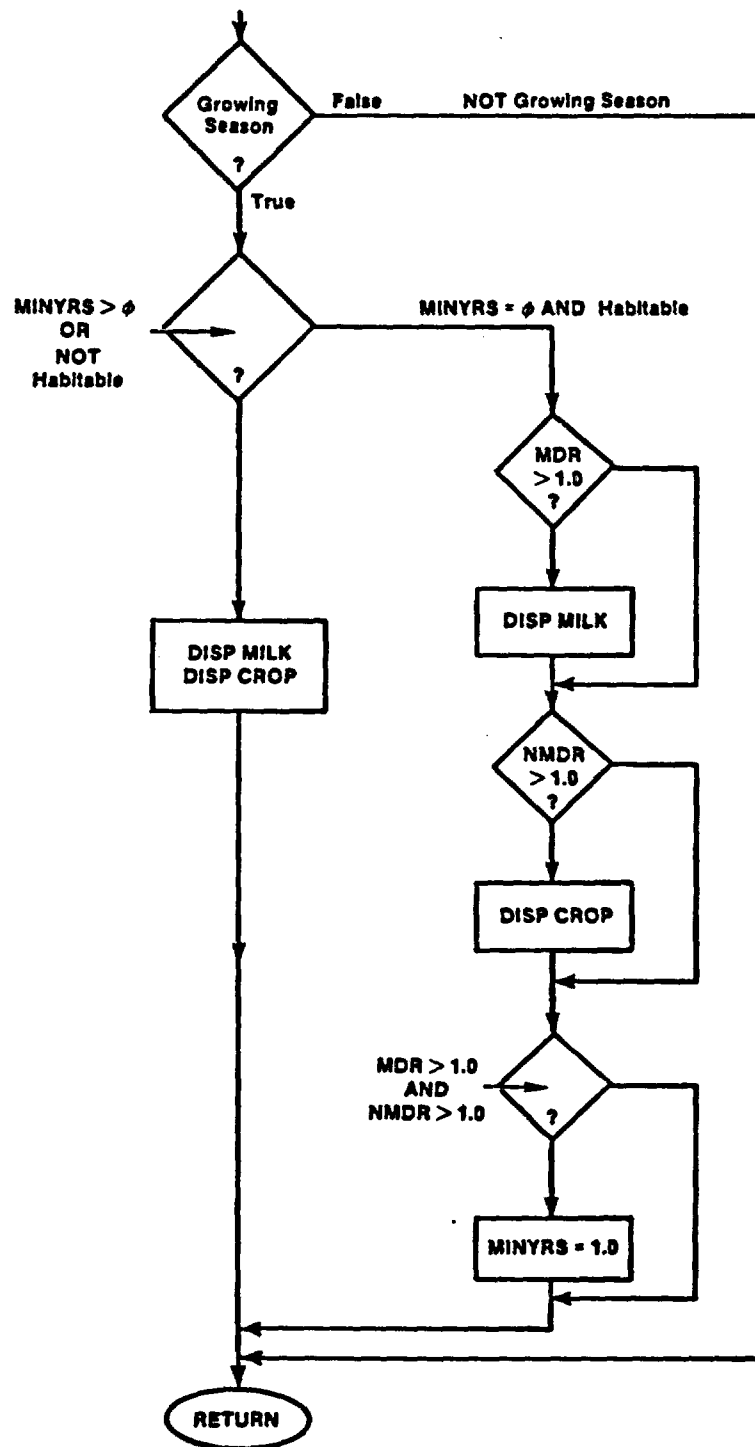 Growing
Season
?
False
NOT Growing Season
True
MINYRS > ϕ
OR
NOT
Habitable
?
MINYRS = ϕ AND Habitable
MDR
> 1.0
?
DISP MILK
DISP MILK
DISP CROP
NMDR
> 1.0
?
DISP CROP
MDR > 1.0
AND
NMDR > 1.0
?
MINYRS = 1.0
RETURN